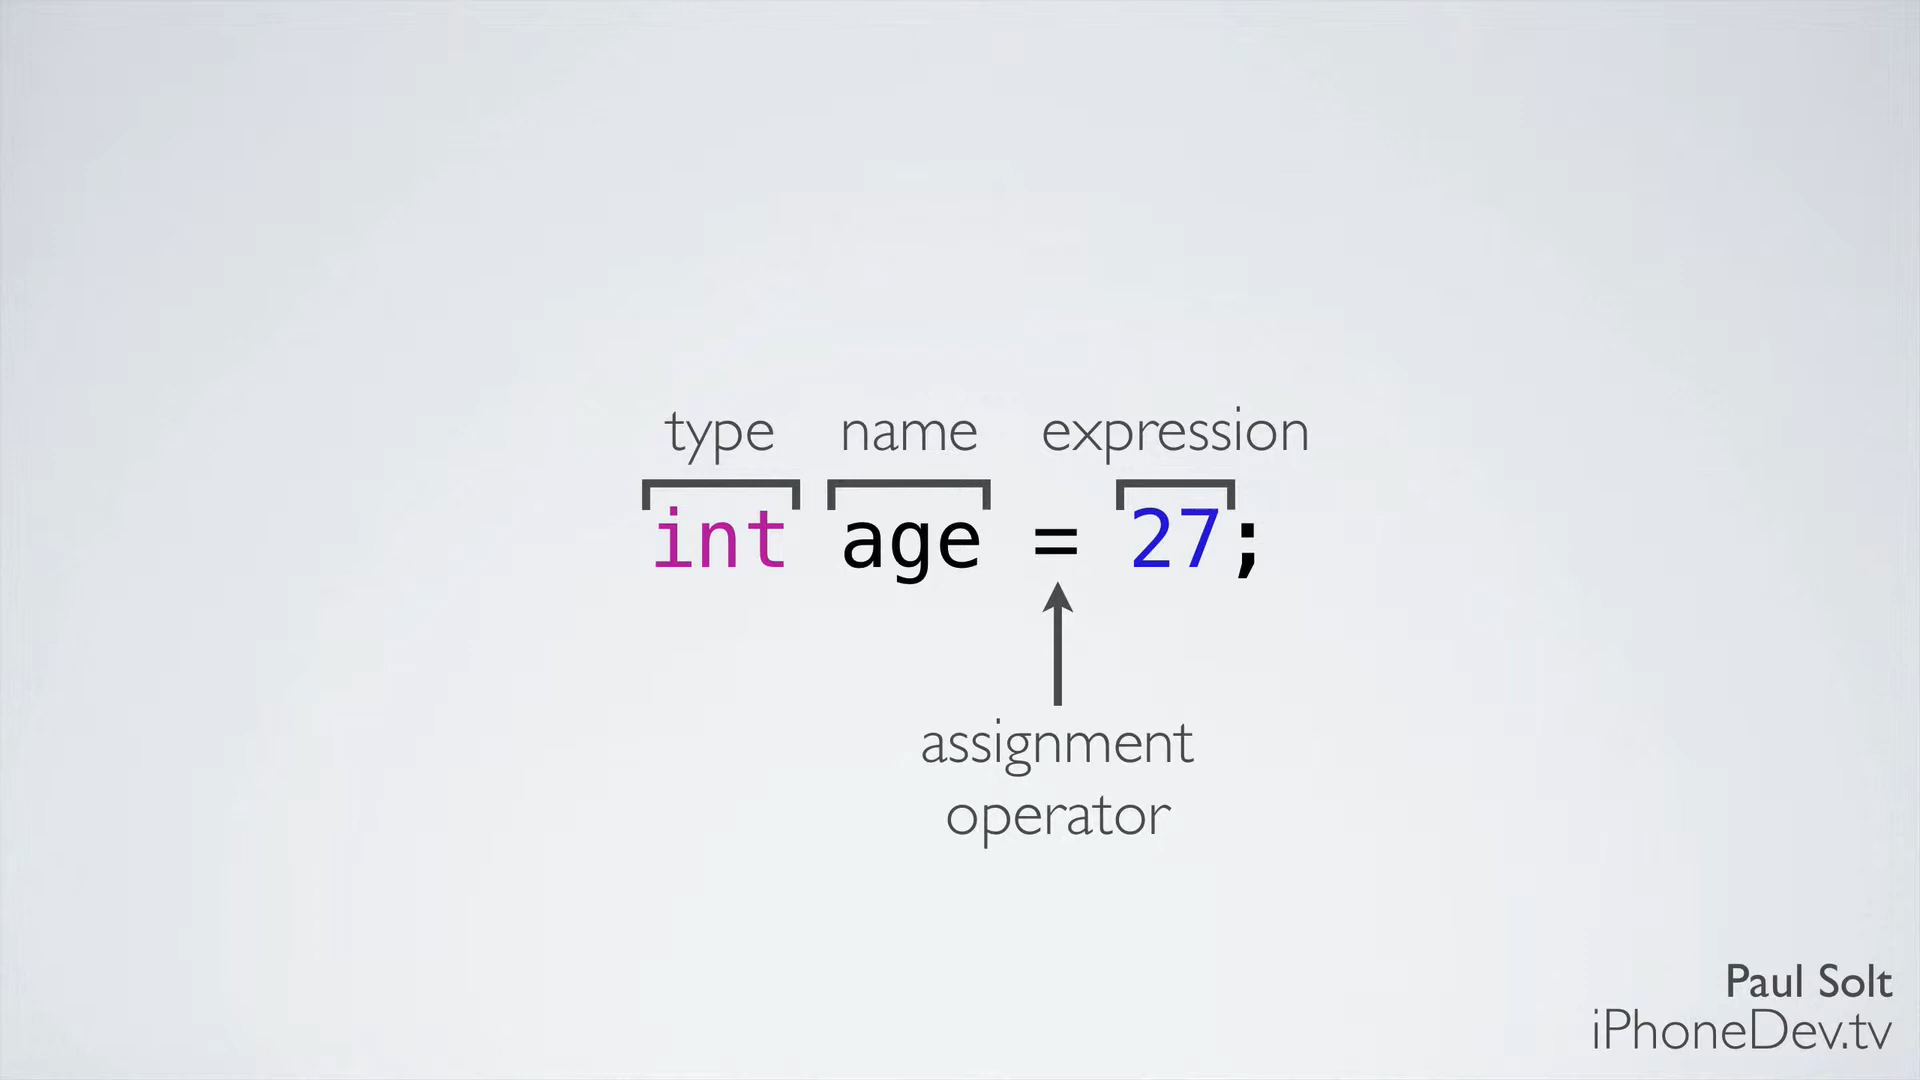 type name expression
int age = 27;
assignment
operator
Paul Solt
iPhoneDev.tv